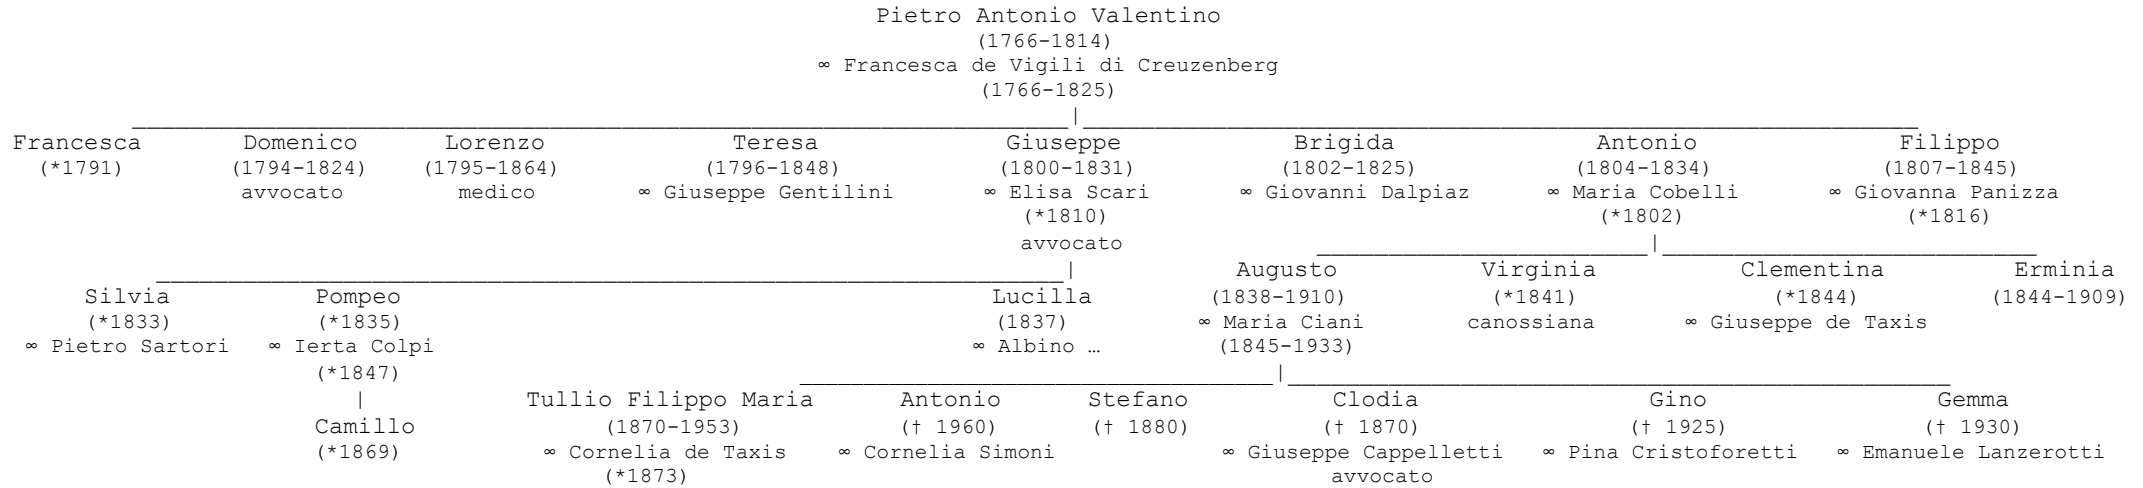 Pietro Antonio Valentino
(1766-1814)
∞ Francesca de Vigili di Creuzenberg
(1766-1825)
|
Francesca Domenico Lorenzo Teresa Giuseppe Brigida Antonio Filippo
(*1791) (1794-1824) (1795-1864) (1796-1848) (1800-1831) (1802-1825) (1804-1834) (1807-1845)
avvocato medico ∞ Giuseppe Gentilini ∞ Elisa Scari ∞ Giovanni Dalpiaz ∞ Maria Cobelli ∞ Giovanna Panizza
(*1810) (*1802) (*1816)
avvocato |
| Augusto Virginia Clementina Erminia
Silvia Pompeo Lucilla (1838-1910) (*1841) (*1844) (1844-1909)
(*1833) (*1835) (1837) ∞ Maria Ciani canossiana ∞ Giuseppe de Taxis
∞ Pietro Sartori ∞ Ierta Colpi ∞ Albino … (1845-1933)
(*1847) |
| Tullio Filippo Maria Antonio Stefano Clodia Gino Gemma
Camillo (1870-1953) († 1960) († 1880) († 1870) († 1925) († 1930)
(*1869) ∞ Cornelia de Taxis ∞ Cornelia Simoni ∞ Giuseppe Cappelletti ∞ Pina Cristoforetti ∞ Emanuele Lanzerotti
(*1873) avvocato